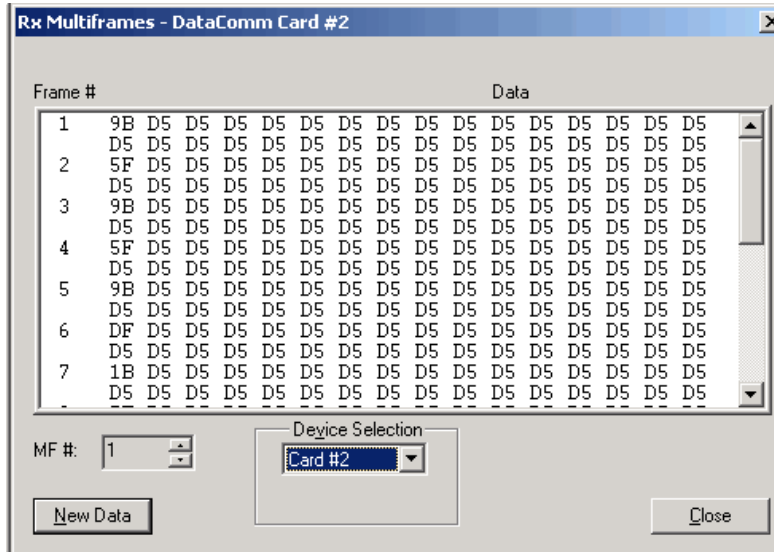 Rx Multiframes - DataComm Card #2
Frame # Data
1 9B D5 D5 D5 D5 D5 D5 D5 D5 D5 D5 D5 D5 D5 D5 D5
D5 D5 D5 D5 D5 D5 D5 D5 D5 D5 D5 D5 D5 D5 D5 D5
2 5F D5 D5 D5 D5 D5 D5 D5 D5 D5 D5 D5 D5 D5 D5 D5
D5 D5 D5 D5 D5 D5 D5 D5 D5 D5 D5 D5 D5 D5 D5 D5
3 9B D5 D5 D5 D5 D5 D5 D5 D5 D5 D5 D5 D5 D5 D5 D5
D5 D5 D5 D5 D5 D5 D5 D5 D5 D5 D5 D5 D5 D5 D5 D5
4 5F D5 D5 D5 D5 D5 D5 D5 D5 D5 D5 D5 D5 D5 D5 D5
D5 D5 D5 D5 D5 D5 D5 D5 D5 D5 D5 D5 D5 D5 D5 D5
5 9B D5 D5 D5 D5 D5 D5 D5 D5 D5 D5 D5 D5 D5 D5 D5
D5 D5 D5 D5 D5 D5 D5 D5 D5 D5 D5 D5 D5 D5 D5 D5
6 DF D5 D5 D5 D5 D5 D5 D5 D5 D5 D5 D5 D5 D5 D5 D5
D5 D5 D5 D5 D5 D5 D5 D5 D5 D5 D5 D5 D5 D5 D5 D5
7 1B D5 D5 D5 D5 D5 D5 D5 D5 D5 D5 D5 D5 D5 D5 D5
D5 D5 D5 D5 D5 D5 D5 D5 D5 D5 D5 D5 D5 D5 D5 D5
Device Selection
MF #: 1
Card #2
New Data
Close